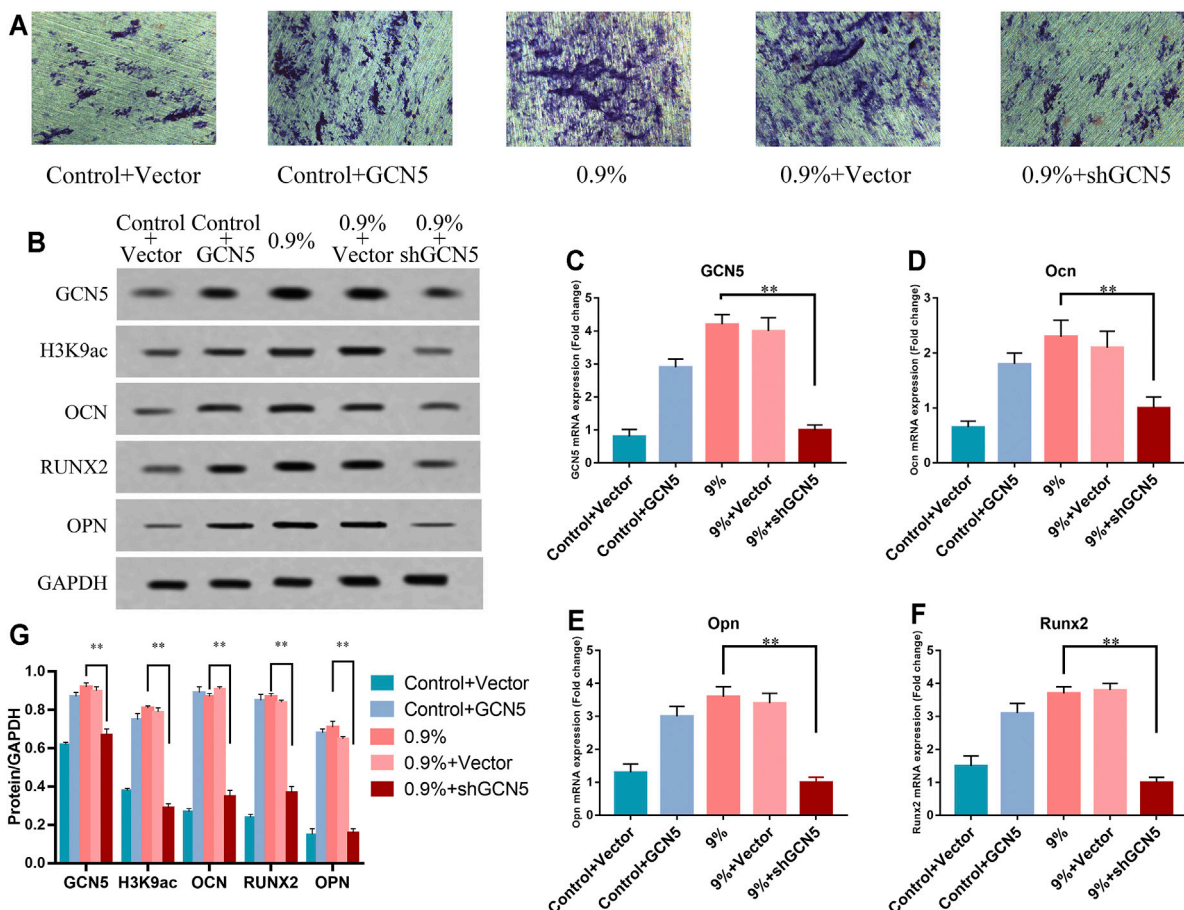 A
Control+Vector
Control+GCN5
0.9%
0.9%+Vector
0.9%+shGCN5
B
Control
+
Vector
Control
+
GCN5
0.9%
0.9%
+
Vector
0.9%
+
shGCN5
GCN5
H3K9ac
OCN
RUNX2
OPN
GAPDH
C
GCN5
**
GCN5 mRNA expression (Fold change)
6
4
2
1
0
Control+Vector
Control+GCN5
9%
9%+Vector
9%+shGCN5
D
Ocn
**
Ocn mRNA expression (Fold change)
3
2
1
0
Control+Vector
Control+GCN5
9%
9%+Vector
9%+shGCN5
E
Opn
**
Opn mRNA expression (Fold change)
5
4
3
2
1
0
Control+Vector
Control+GCN5
9%
9%+Vector
9%+shGCN5
F
Runx2
**
Runx2 mRNA expression (Fold change)
5
4
3
2
1
0
Control+Vector
Control+GCN5
9%
9%+Vector
9%+shGCN5
G
** ** ** ** **
Protein/GAPDH
1.0
0.8
0.6
0.4
0.2
0.0
GCN5 H3K9ac OCN RUNX2 OPN
Control+Vector
Control+GCN5
0.9%
0.9%+Vector
0.9%+shGCN5